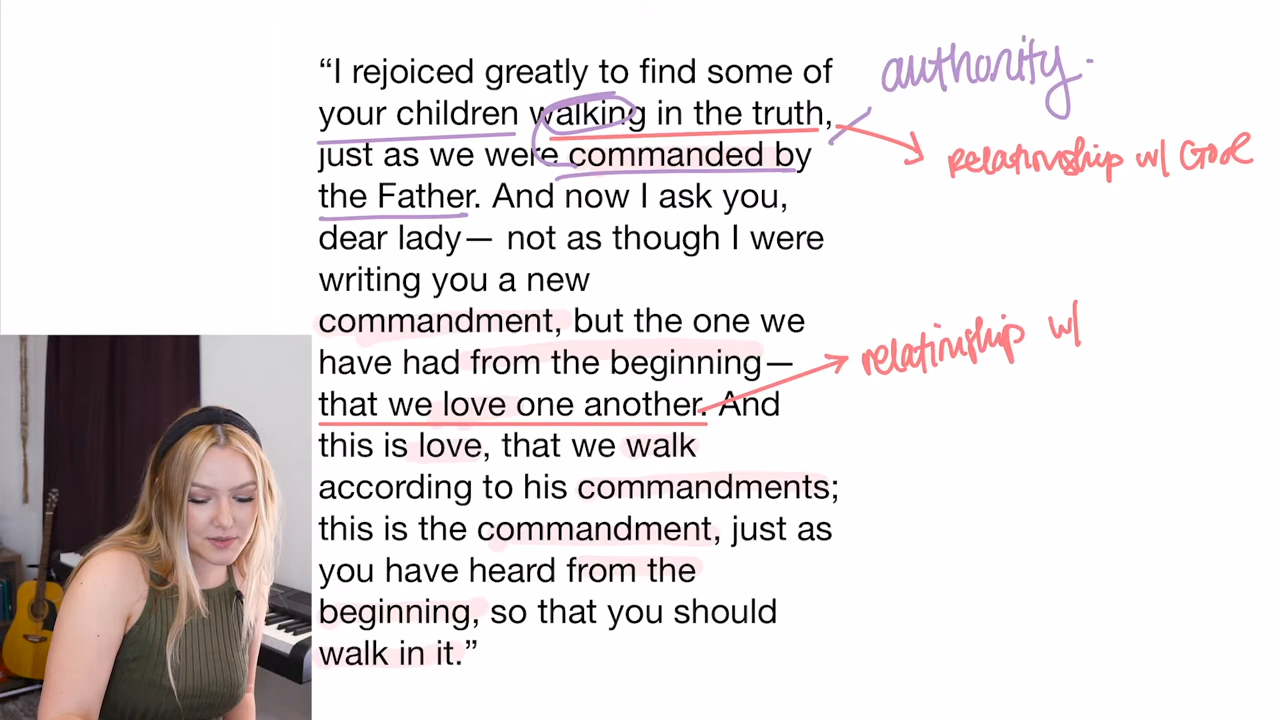 “I rejoiced greatly to find some of
your children walking in the truth,
just as we were commanded by
the Father. And now I ask you,
dear lady— not as though I were
writing you a new
commandment, but the one we
have had from the beginning—
that we love one another. And
this is love, that we walk
according to his commandments;
this is the commandment, just as
you have heard from the
beginning, so that you should
walk in it.”
authority.
relationship w/ God
relationship w/